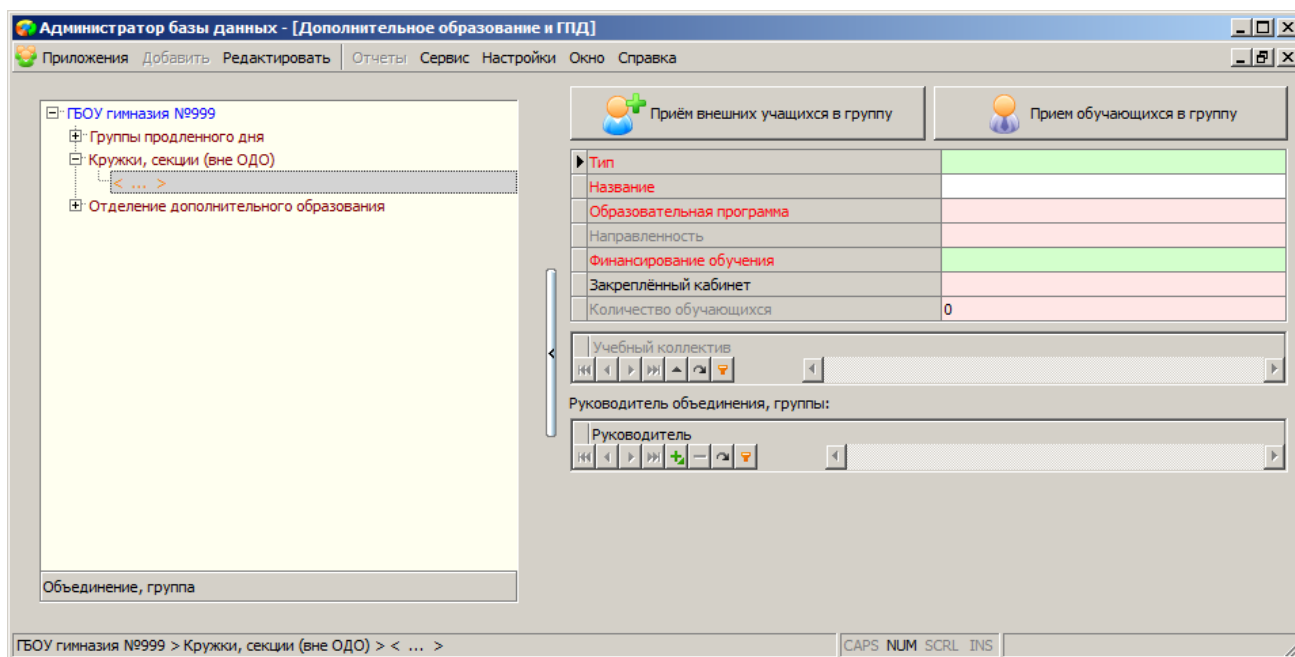 Администратор базы данных - [Дополнительное образование и ГПД]
Приложения Добавить Редактировать Отчеты Сервис Настройки Окно Справка
ГБОУ гимназия №999
Группы продленного дня
Кружки, секции (вне ОДО)
< ... >
Отделение дополнительного образования
Объединение, группа
Приём внешних учащихся в группу
Прием обучающихся в группу
Тип
Название
Образовательная программа
Направленность
Финансирование обучения
Закреплённый кабинет
Количество обучающихся 0
Учебный коллектив
Руководитель объединения, группы:
Руководитель
ГБОУ гимназия №999 > Кружки, секции (вне ОДО) > < ... >
CAPS NUM SCRL INS